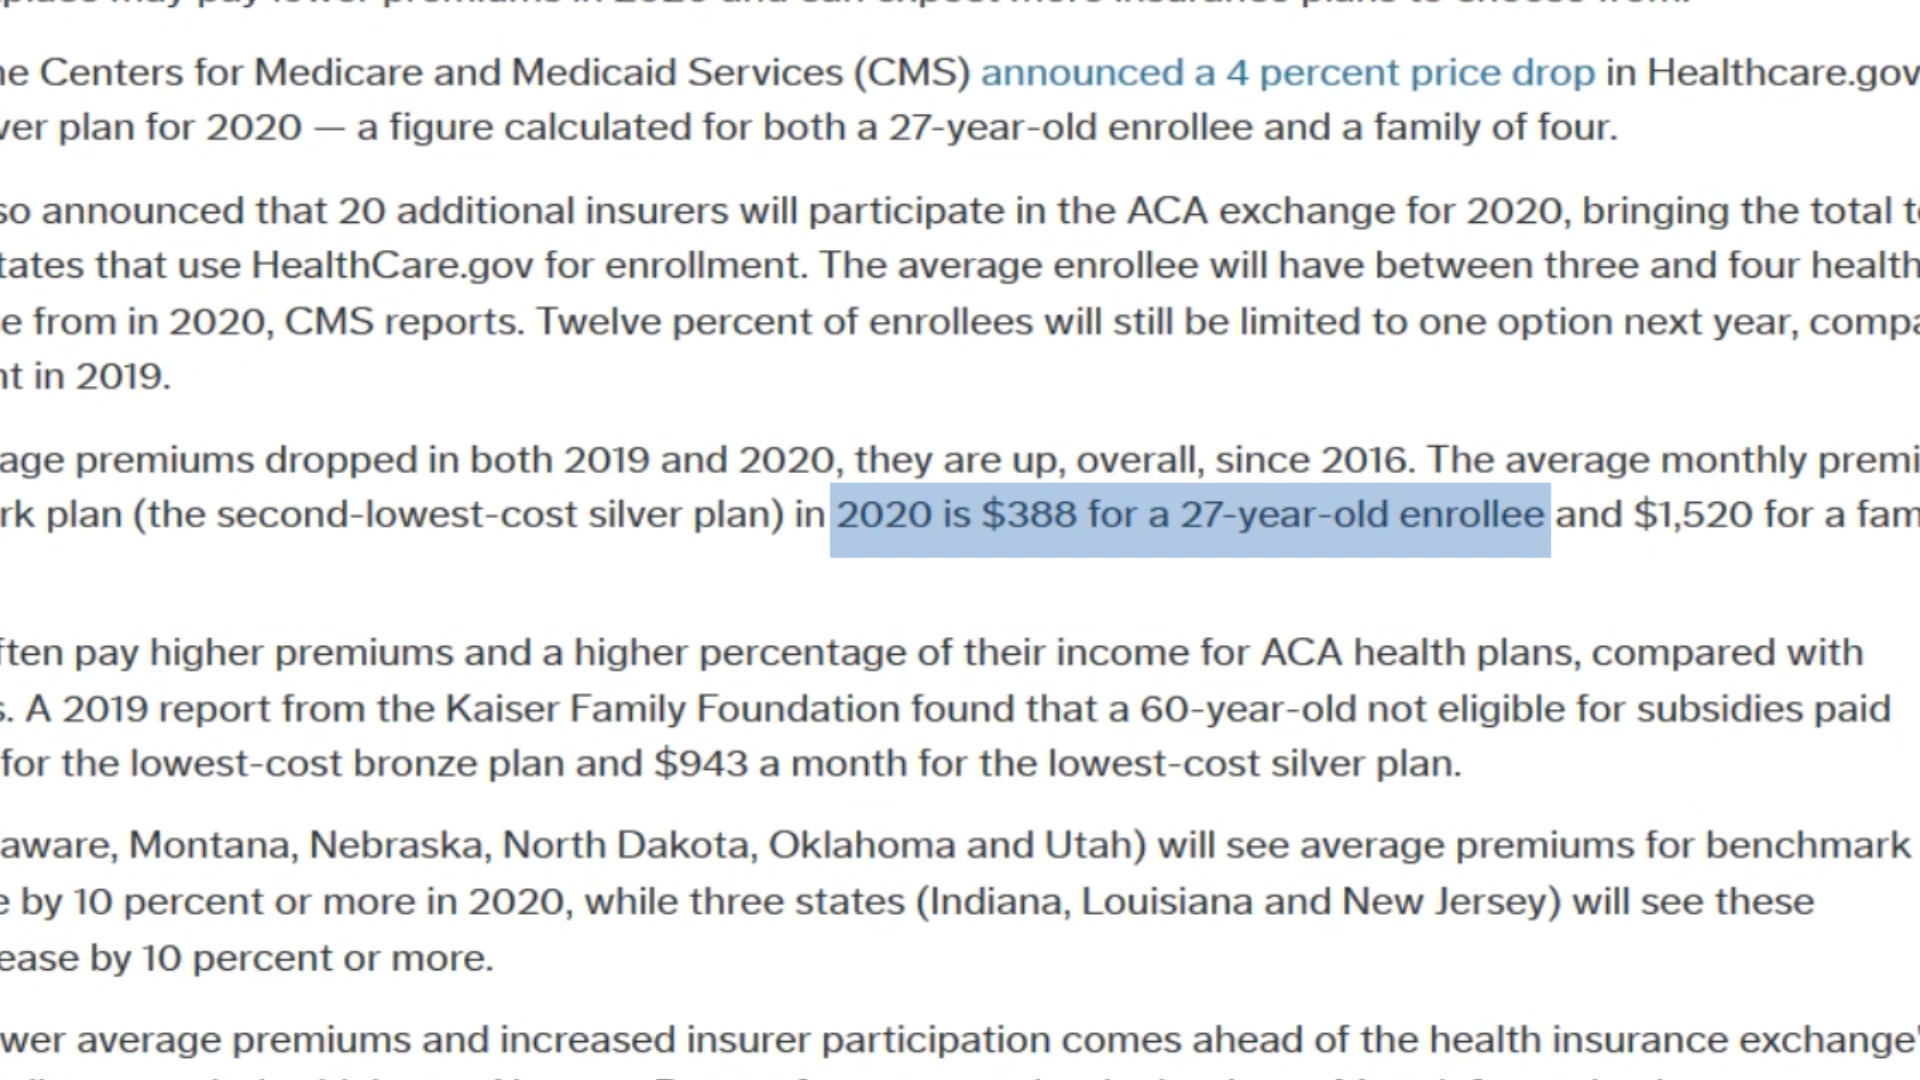 he Centers for Medicare and Medicaid Services (CMS) announced a 4 percent price drop in Healthcare.gov
ver plan for 2020 — a figure calculated for both a 27-year-old enrollee and a family of four.
so announced that 20 additional insurers will participate in the ACA exchange for 2020, bringing the total to
tates that use HealthCare.gov for enrollment. The average enrollee will have between three and four health
e from in 2020, CMS reports. Twelve percent of enrollees will still be limited to one option next year, compa
nt in 2019.
age premiums dropped in both 2019 and 2020, they are up, overall, since 2016. The average monthly premi
rk plan (the second-lowest-cost silver plan) in 2020 is $388 for a 27-year-old enrollee and $1,520 for a fam
ften pay higher premiums and a higher percentage of their income for ACA health plans, compared with
s. A 2019 report from the Kaiser Family Foundation found that a 60-year-old not eligible for subsidies paid
for the lowest-cost bronze plan and $943 a month for the lowest-cost silver plan.
aware, Montana, Nebraska, North Dakota, Oklahoma and Utah) will see average premiums for benchmark
e by 10 percent or more in 2020, while three states (Indiana, Louisiana and New Jersey) will see these
ease by 10 percent or more.
wer average premiums and increased insurer participation comes ahead of the health insurance exchange'